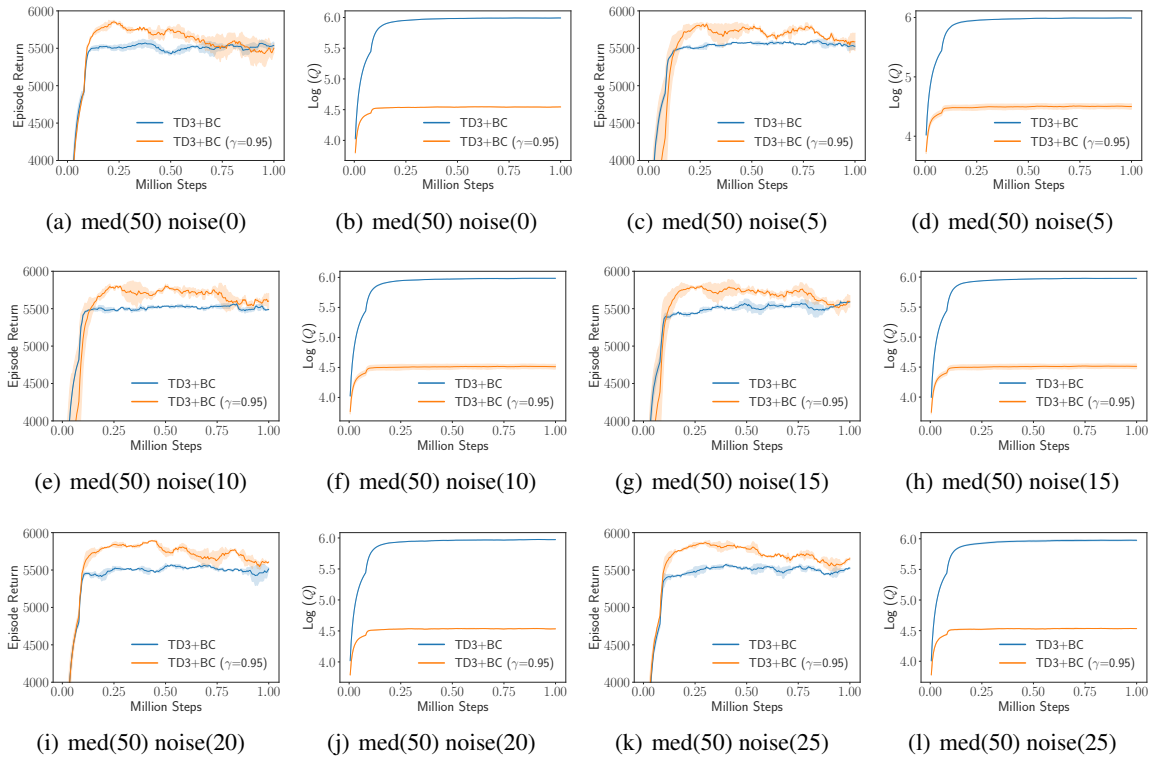 6000
5500
5000
4500
4000
Episode Return
TD3+BC
TD3+BC (γ=0.95)
0.00 0.25 0.50 0.75 1.00
Million Steps
(a) med(50) noise(0)
6.0
5.5
5.0
4.5
4.0
Log (Q)
TD3+BC
TD3+BC (γ=0.95)
0.00 0.25 0.50 0.75 1.00
Million Steps
(b) med(50) noise(0)
6000
5500
5000
4500
4000
Episode Return
TD3+BC
TD3+BC (γ=0.95)
0.00 0.25 0.50 0.75 1.00
Million Steps
(c) med(50) noise(5)
6
5
4
Log (Q)
TD3+BC
TD3+BC (γ=0.95)
0.00 0.25 0.50 0.75 1.00
Million Steps
(d) med(50) noise(5)
6000
5500
5000
4500
4000
Episode Return
TD3+BC
TD3+BC (γ=0.95)
0.00 0.25 0.50 0.75 1.00
Million Steps
(e) med(50) noise(10)
6.0
5.5
5.0
4.5
4.0
Log (Q)
TD3+BC
TD3+BC (γ=0.95)
0.00 0.25 0.50 0.75 1.00
Million Steps
(f) med(50) noise(10)
6000
5500
5000
4500
4000
Episode Return
TD3+BC
TD3+BC (γ=0.95)
0.00 0.25 0.50 0.75 1.00
Million Steps
(g) med(50) noise(15)
6.0
5.5
5.0
4.5
4.0
Log (Q)
TD3+BC
TD3+BC (γ=0.95)
0.00 0.25 0.50 0.75 1.00
Million Steps
(h) med(50) noise(15)
6000
5500
5000
4500
4000
Episode Return
TD3+BC
TD3+BC (γ=0.95)
0.00 0.25 0.50 0.75 1.00
Million Steps
(i) med(50) noise(20)
6.0
5.5
5.0
4.5
4.0
Log (Q)
TD3+BC
TD3+BC (γ=0.95)
0.00 0.25 0.50 0.75 1.00
Million Steps
(j) med(50) noise(20)
6000
5500
5000
4500
4000
Episode Return
TD3+BC
TD3+BC (γ=0.95)
0.00 0.25 0.50 0.75 1.00
Million Steps
(k) med(50) noise(25)
6.0
5.5
5.0
4.5
4.0
Log (Q)
TD3+BC
TD3+BC (γ=0.95)
0.00 0.25 0.50 0.75 1.00
Million Steps
(l) med(50) noise(25)